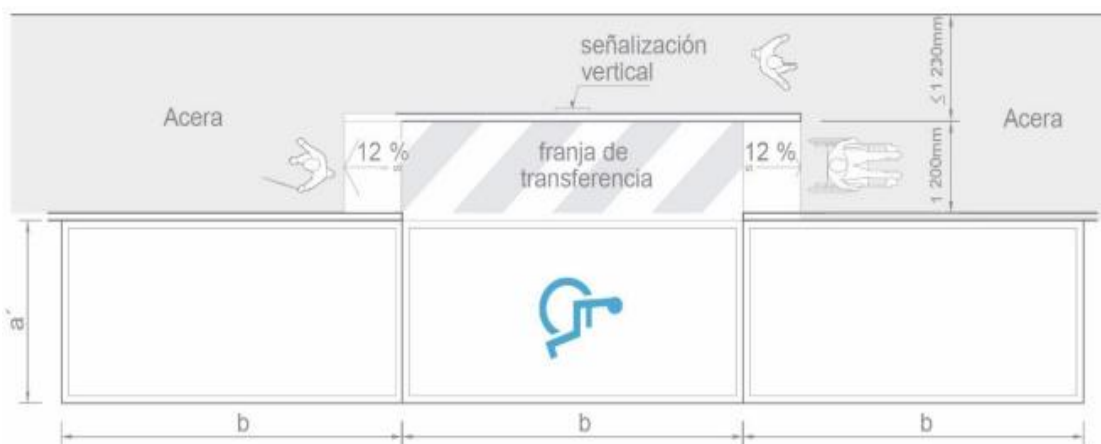 señalización
vertical
≤1 230mm
Acera
Acera
12 %
franja de
transferencia
12 %
1 200mm
a´
b
b
b